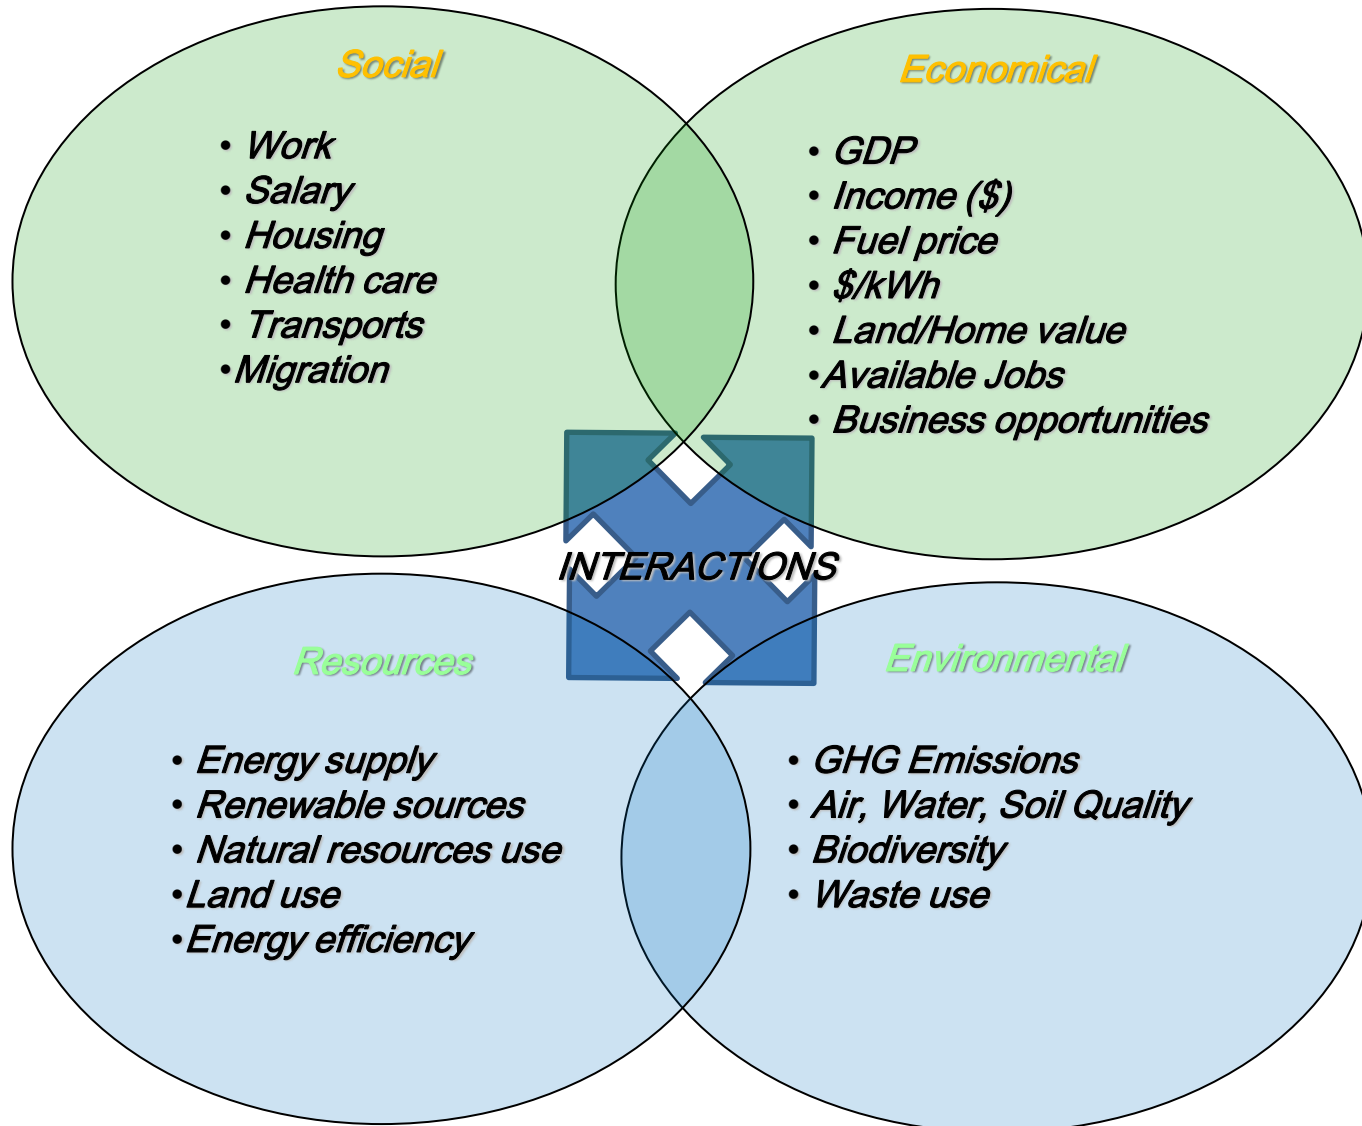 Social
• Work
• Salary
• Housing
• Health care
• Transports
•Migration
Economical
• GDP
• Income ($)
• Fuel price
• $/kWh
• Land/Home value
•Available Jobs
• Business opportunities
INTERACTIONS
Resources
• Energy supply
• Renewable sources
• Natural resources use
•Land use
•Energy efficiency
Environmental
• GHG Emissions
• Air, Water, Soil Quality
• Biodiversity
• Waste use